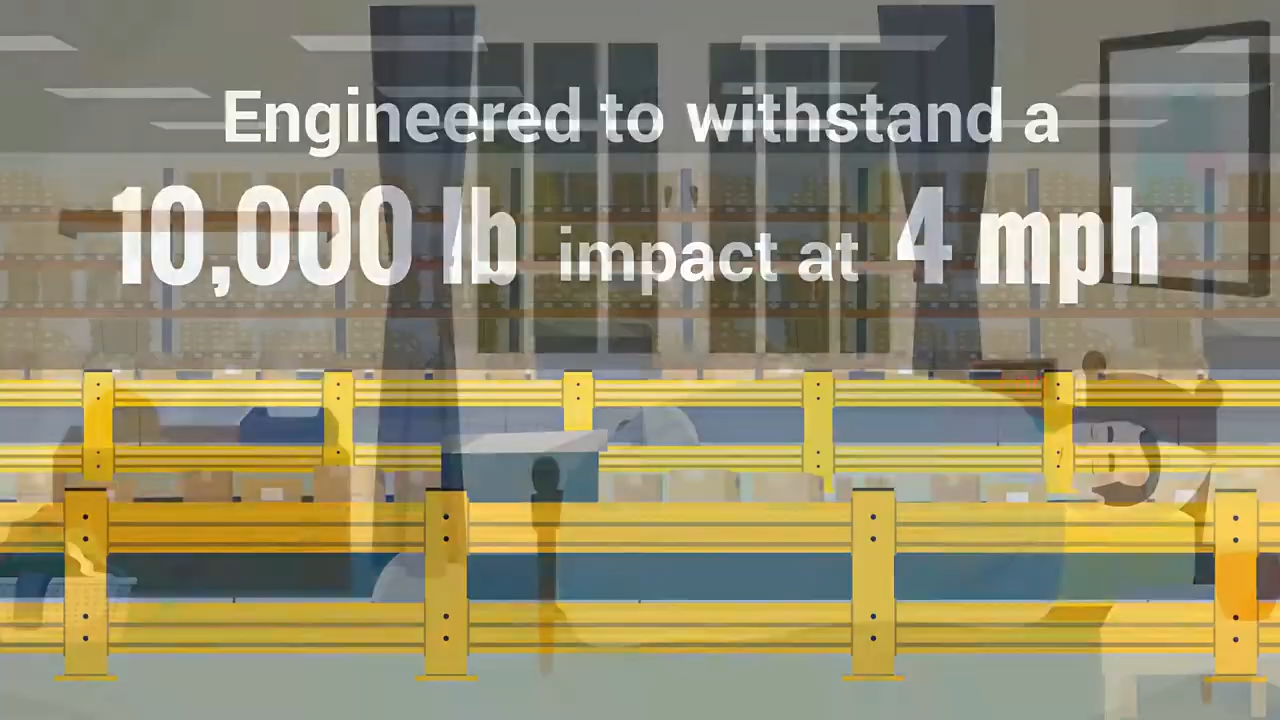 Engineered to withstand a
10,000 lb impact at 4 mph